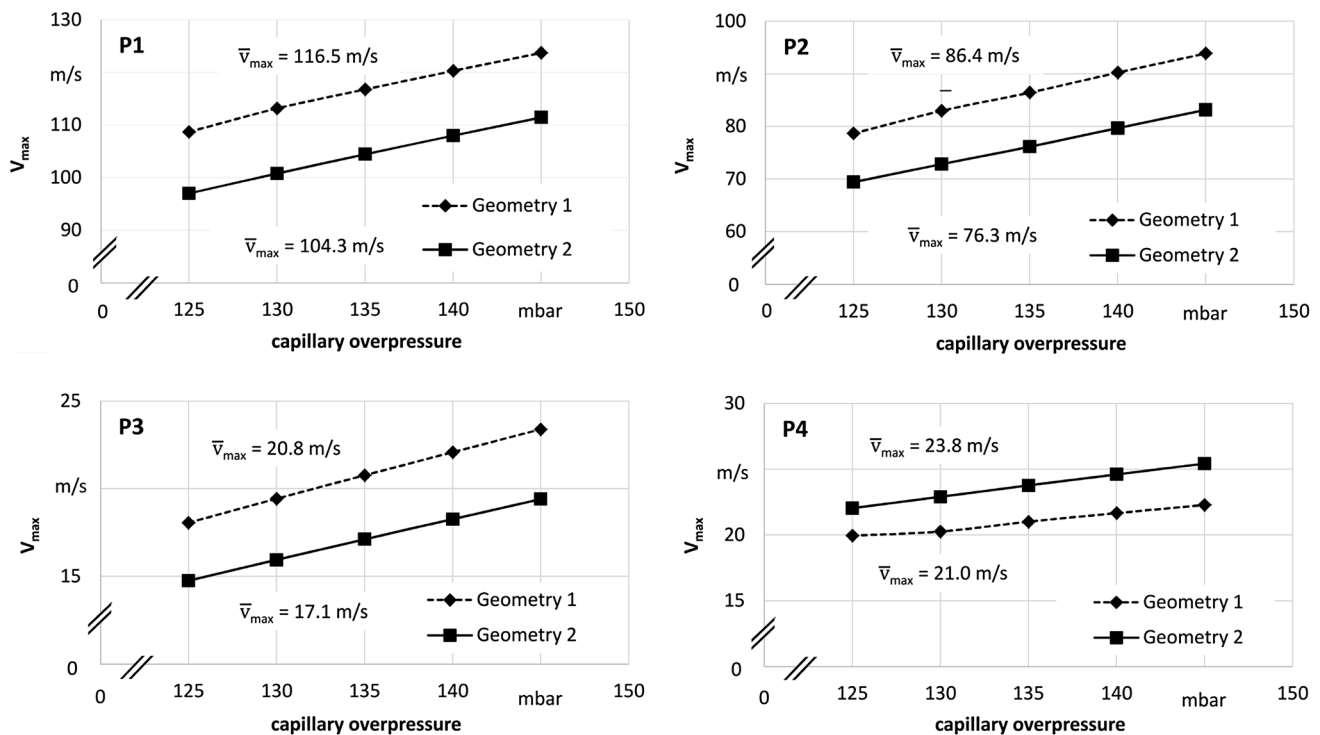 P1
130
m/s
110
100
90
0
Vmax
v̅max = 116.5 m/s
v̅max = 104.3 m/s
Geometry 1
Geometry 2
0 125 130 135 140 mbar 150
capillary overpressure
P2
100
m/s
80
70
60
0
Vmax
v̅max = 86.4 m/s
v̅max = 76.3 m/s
Geometry 1
Geometry 2
0 125 130 135 140 mbar 150
capillary overpressure
P3
25
m/s
15
0
Vmax
v̅max = 20.8 m/s
v̅max = 17.1 m/s
Geometry 1
Geometry 2
0 125 130 135 140 mbar 150
capillary overpressure
P4
30
m/s
20
15
0
Vmax
v̅max = 23.8 m/s
v̅max = 21.0 m/s
Geometry 1
Geometry 2
0 125 130 135 140 mbar 150
capillary overpressure